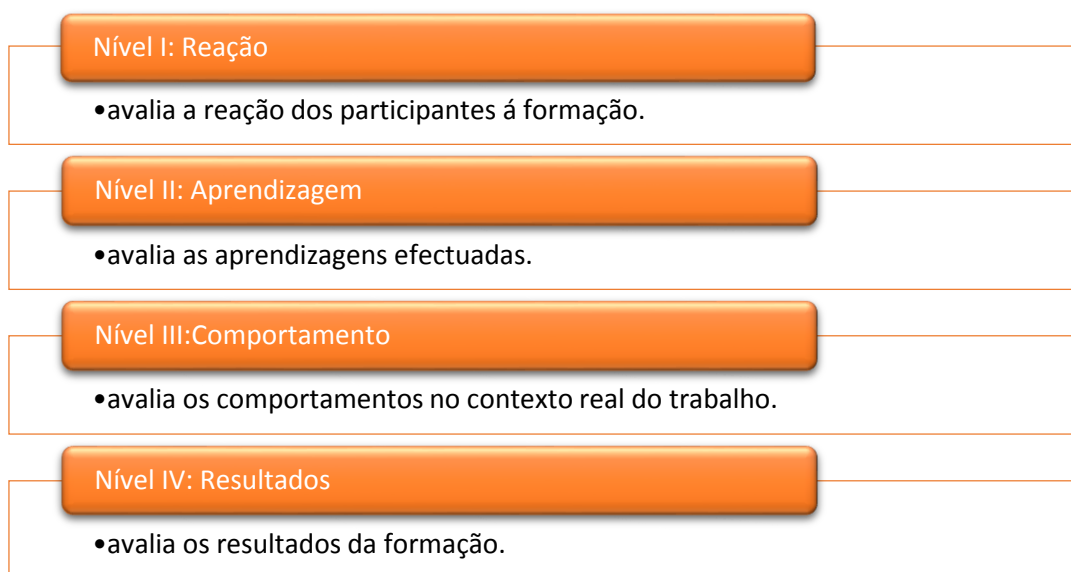 Nível I: Reação
•avalia a reação dos participantes á formação.
Nível II: Aprendizagem
•avalia as aprendizagens efectuadas.
Nível III:Comportamento
•avalia os comportamentos no contexto real do trabalho.
Nível IV: Resultados
•avalia os resultados da formação.